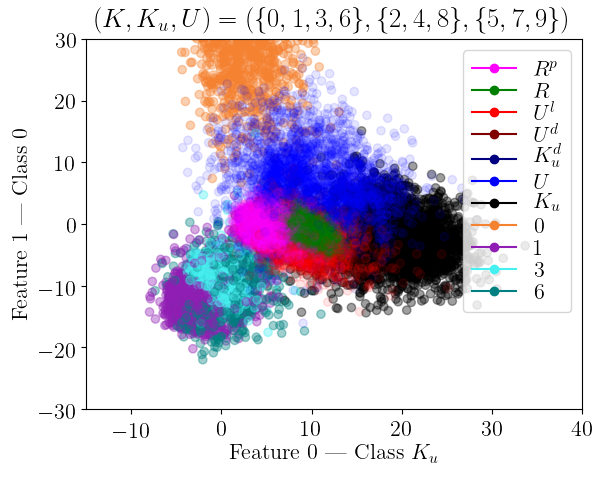 (K, K_u, U) = ({0, 1, 3, 6}, {2, 4, 8}, {5, 7, 9})
30
20
10
0
−10
−20
−30
Feature 1 — Class 0
R^p
R
U^l
U^d
K_u^d
U
K_u
0
1
3
6
−10
0
10
20
30
40
Feature 0 — Class K_u